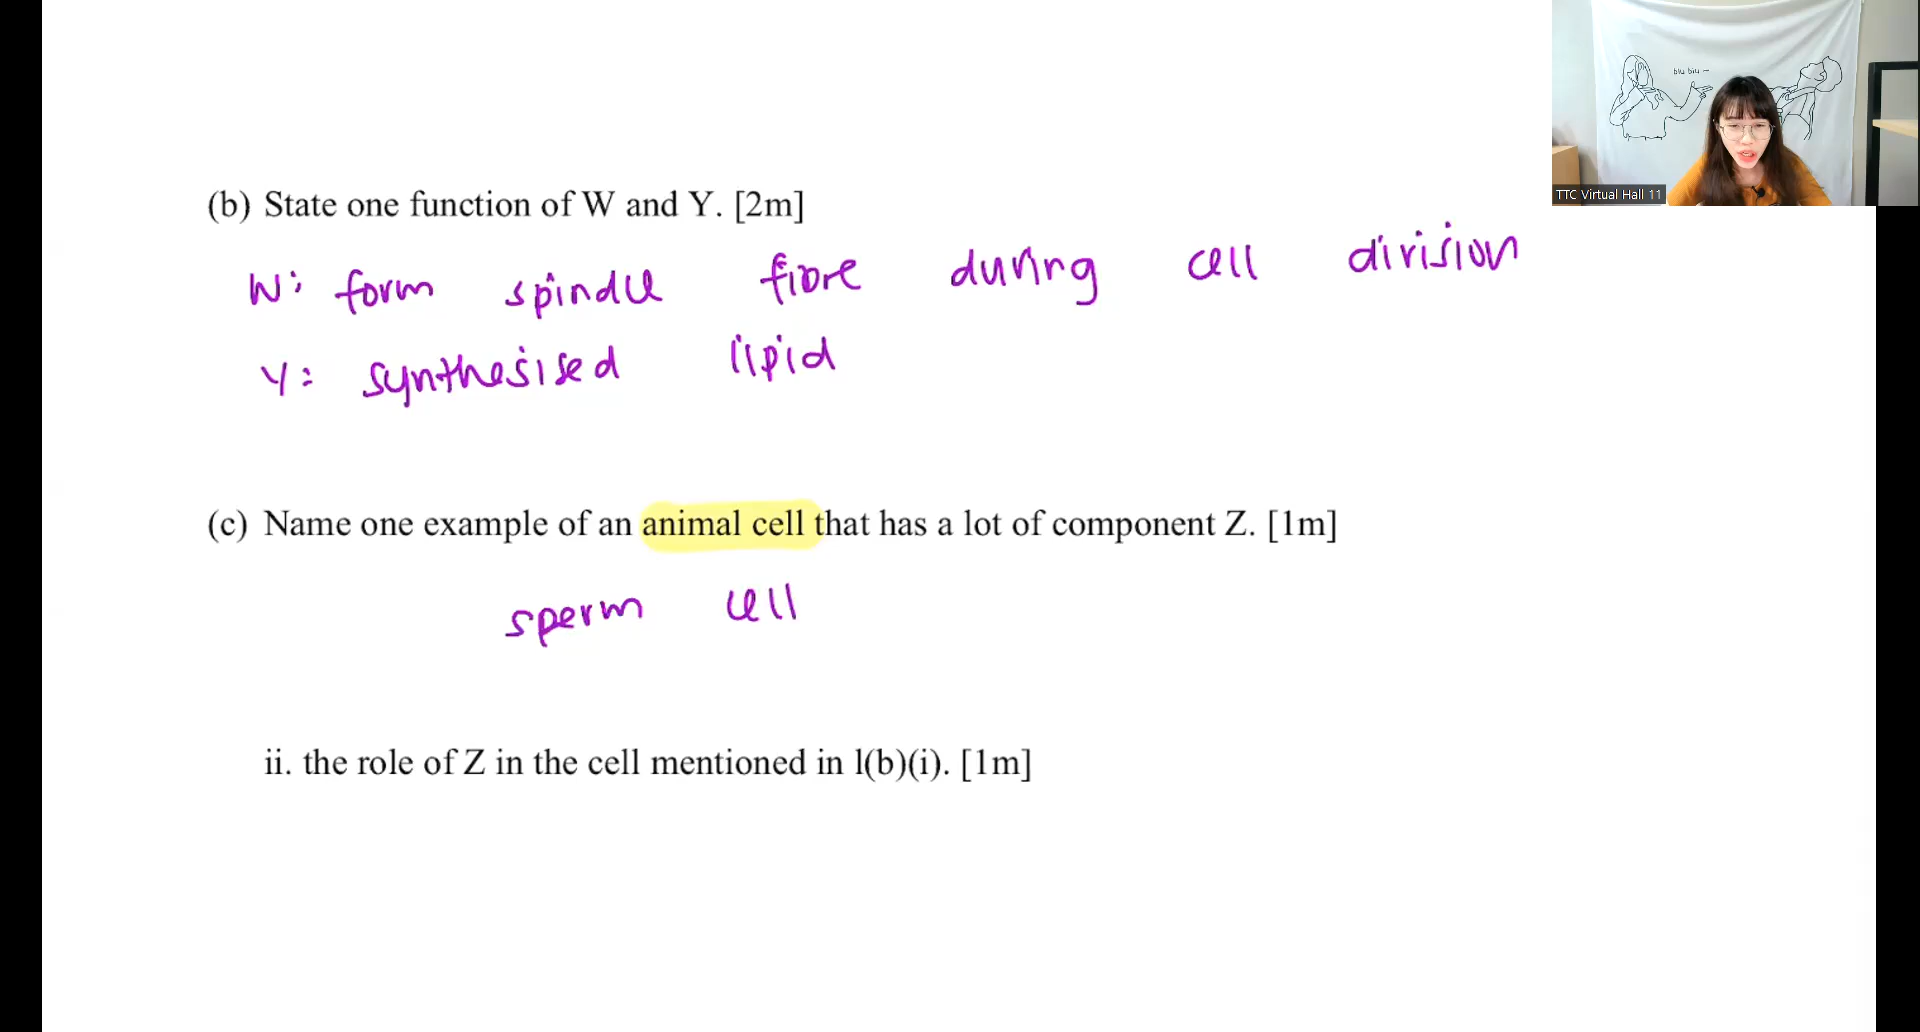 blu blu ~
TTC Virtual Hall 11
(b) State one function of W and Y. [2m]
W: form spindle fibre during cell division
Y: synthesised lipid
(c) Name one example of an animal cell that has a lot of component Z. [1m]
sperm cell
ii. the role of Z in the cell mentioned in l(b)(i). [1m]